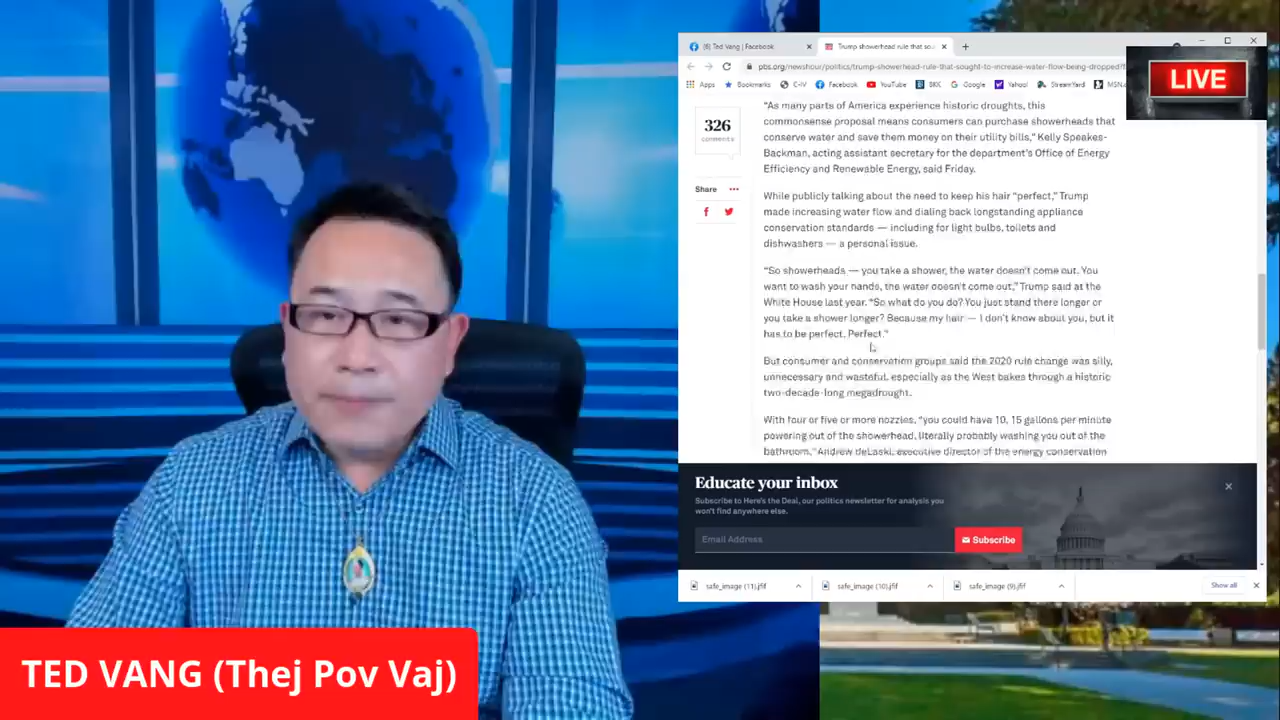 (6) Ted Vang | Facebook
Trump showerhead rule that sou
pbs.org/newshour/politics/trump-showerhead-rule-that-sought-to-increase-water-flow-being-dropped?
Apps Bookmarks C-IV Facebook YouTube BKK Google Yahoo! StreamYard MSN
LIVE
326
comments
Share
"As many parts of America experience historic droughts, this
commonsense proposal means consumers can purchase showerheads that
conserve water and save them money on their utility bills," Kelly Speakes-
Backman, acting assistant secretary for the department's Office of Energy
Efficiency and Renewable Energy, said Friday.
While publicly talking about the need to keep his hair "perfect," Trump
made increasing water flow and dialing back longstanding appliance
conservation standards — including for light bulbs, toilets and
dishwashers — a personal issue.
"So showerheads — you take a shower, the water doesn't come out. You
want to wash your hands, the water doesn't come out," Trump said at the
White House last year. "So what do you do? You just stand there longer or
you take a shower longer? Because my hair — I don't know about you, but it
has to be perfect. Perfect."
But consumer and conservation groups said the 2020 rule change was silly,
unnecessary and wasteful, especially as the West bakes through a historic
two-decade-long megadrought.
With four or five or more nozzles, "you could have 10, 15 gallons per minute
powering out of the showerhead, literally probably washing you out of the
bathroom," Andrew deLaski, executive director of the energy conservation
Educate your inbox
Subscribe to Here's the Deal, our politics newsletter for analysis you
won't find anywhere else.
Email Address
Subscribe
safe_image (11).jfif
safe_image (10).jfif
safe_image (9).jfif
Show all
TED VANG (Thej Pov Vaj)